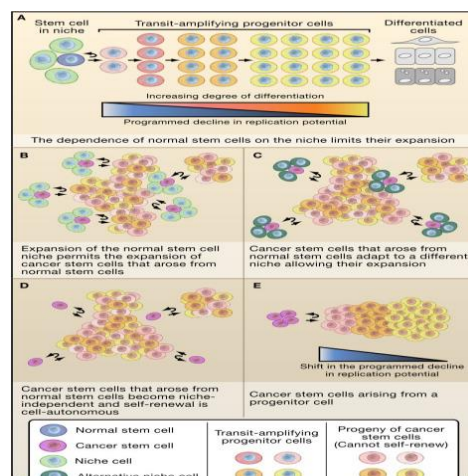 A
Stem cell
in niche
Transit-amplifying progenitor cells
Differentiated
cells
Increasing degree of differentiation
Programmed decline in replication potential
The dependence of normal stem cells on the niche limits their expansion
B
Expansion of the normal stem cell
niche permits the expansion of
cancer stem cells that arose from
normal stem cells
C
Cancer stem cells that arose from
normal stem cells adapt to a different
niche allowing their expansion
D
Cancer stem cells that arose from
normal stem cells become niche-
independent and self-renewal is
cell-autonomous
E
Shift in the programmed decline
in replication potential
Cancer stem cells arising from a
progenitor cell
Normal stem cell
Cancer stem cell
Niche cell
Alternative niche cell
Transit-amplifying
progenitor cells
Progeny of cancer
stem cells
(Cannot self-renew)